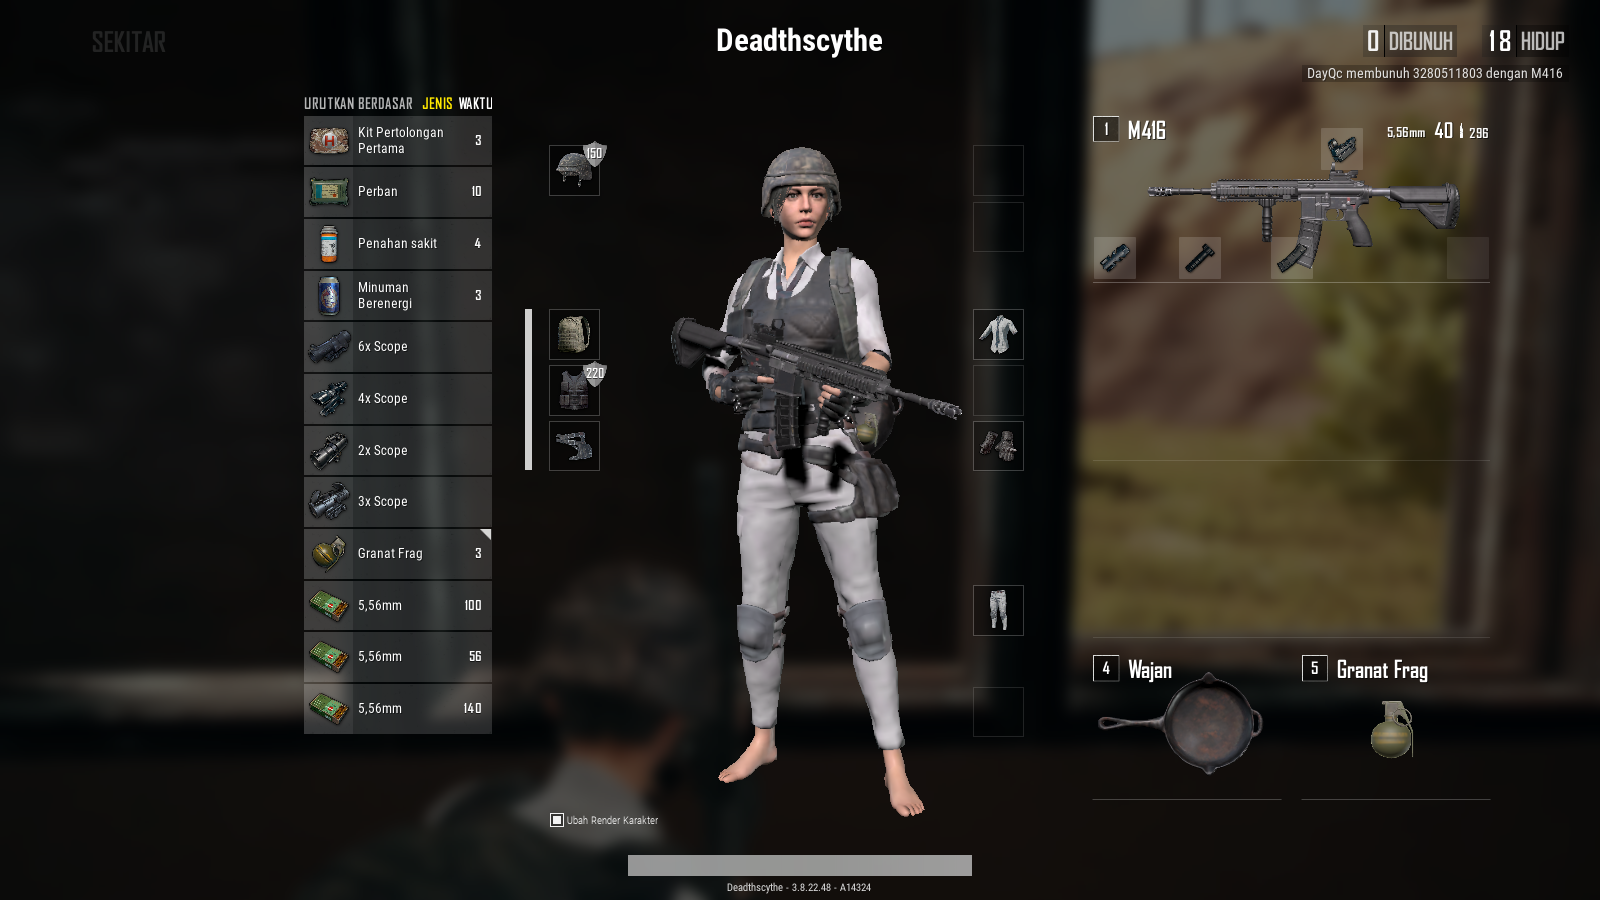 SEKITAR
Deadthscythe
0 DIBUNUH 18 HIDUP
DayQc membunuh 3280511803 dengan M416
URUTKAN BERDASAR JENIS WAKTU
Kit Pertolongan
Pertama 3
Perban 10
Penahan sakit 4
Minuman
Berenergi 3
6x Scope
4x Scope
2x Scope
3x Scope
Granat Frag 3
5,56mm 100
5,56mm 56
5,56mm 140
150
220
1 M416 5,56mm 40 296
4 Wajan
5 Granat Frag
Ubah Render Karakter
Deadthscythe - 3.8.22.48 - A14324